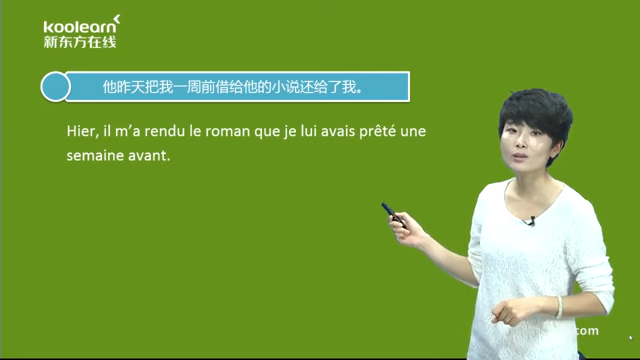 koolearn
新东方在线
他昨天把我一周前借给他的小说还给了我。
Hier, il m’a rendu le roman que je lui avais prêté une
semaine avant.
.com